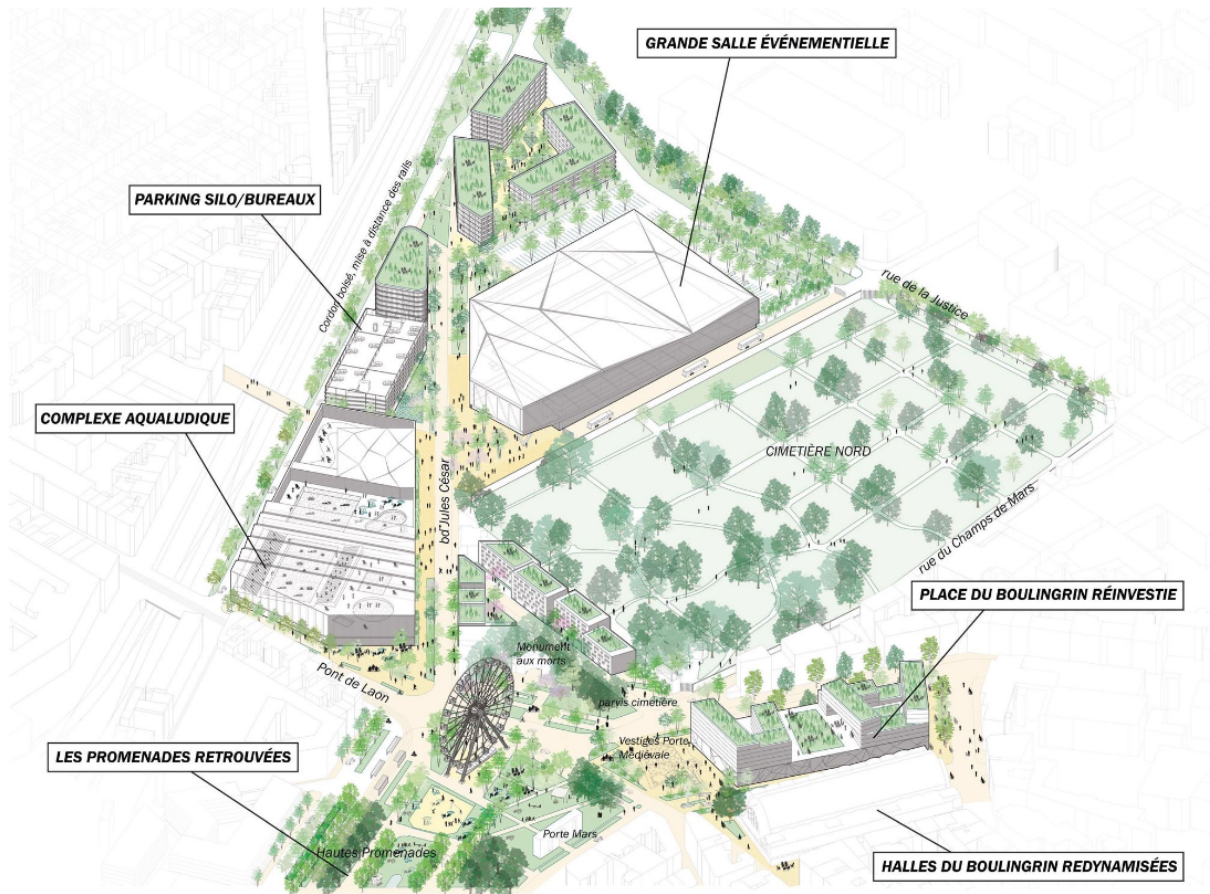 GRANDE SALLE ÉVÉNEMENTIELLE
PARKING SILO/BUREAUX
Cordon boisé, mise à distance des rails
rue de la Justice
COMPLEXE AQUALUDIQUE
bd Jules César
CIMETIÈRE NORD
rue du Champs de Mars
PLACE DU BOULINGRIN RÉINVESTIE
Monument
aux morts
Pont de Laon
parvis cimetière
Vestiges Porte
Médiévale
LES PROMENADES RETROUVÉES
Porte Mars
Hautes Promenades
HALLES DU BOULINGRIN REDYNAMISÉES